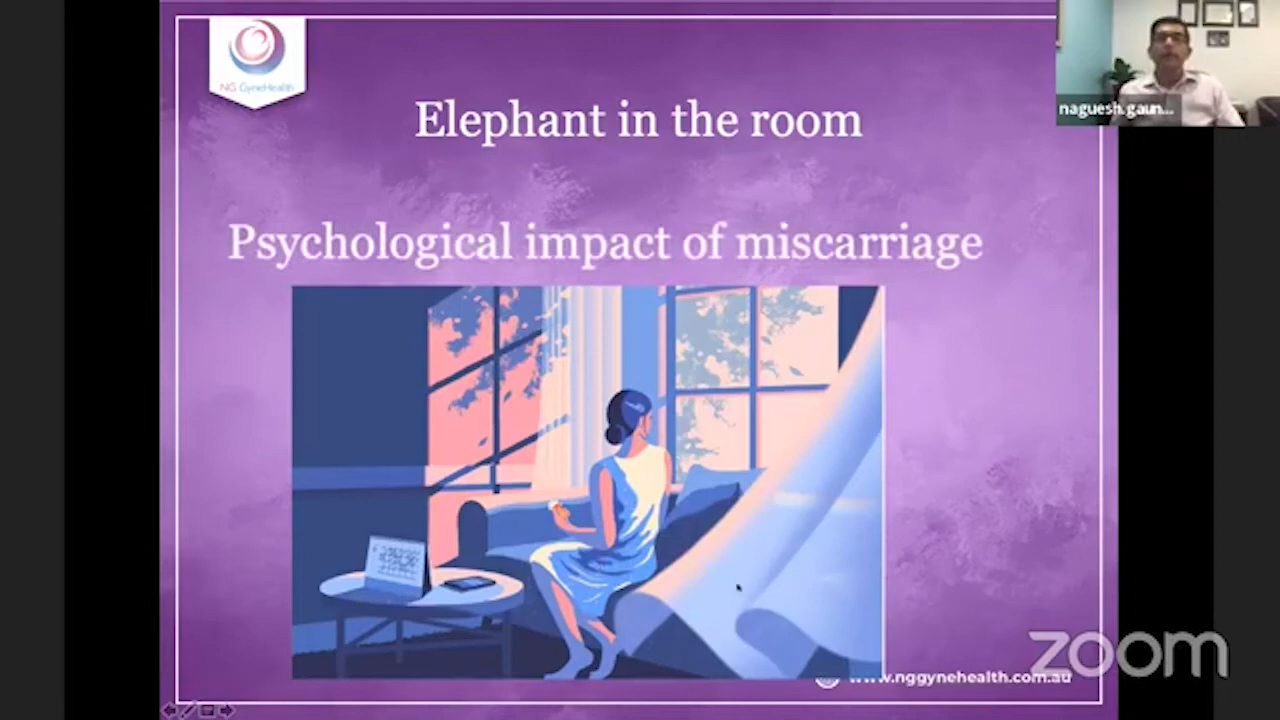 NG GyneHealth
naguesh.gaun...
Elephant in the room
Psychological impact of miscarriage
www.nggynehealth.com.au
zoom